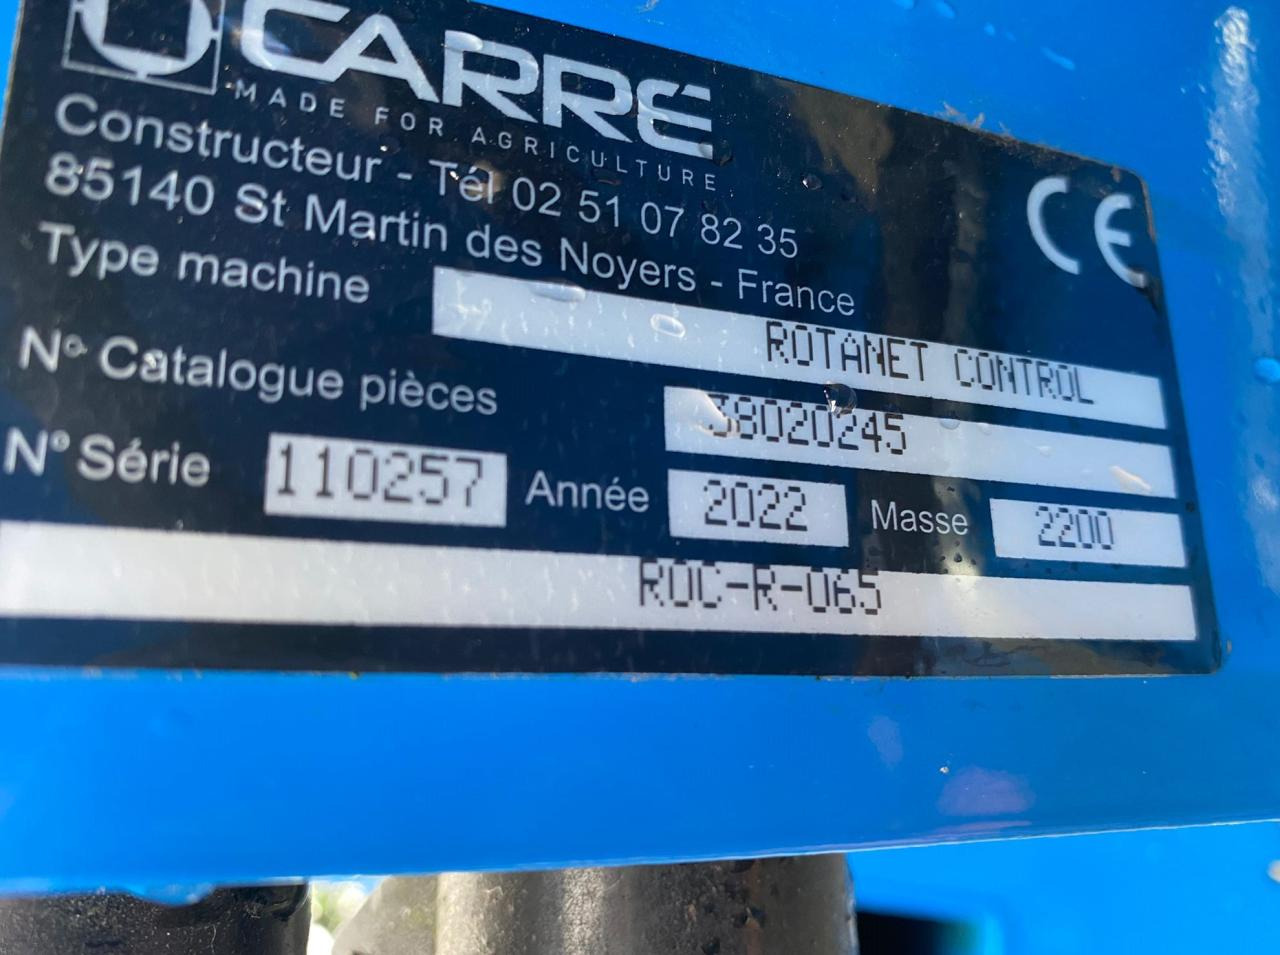 CARRÉ
MADE FOR AGRICULTURE
Constructeur - Tél 02 51 07 82 35
85140 St Martin des Noyers - France
CE
Type machine ROTANET CONTROL
N° Catalogue pièces 38020245
N° Série 110257 Année 2022 Masse 2200
ROC-R-065